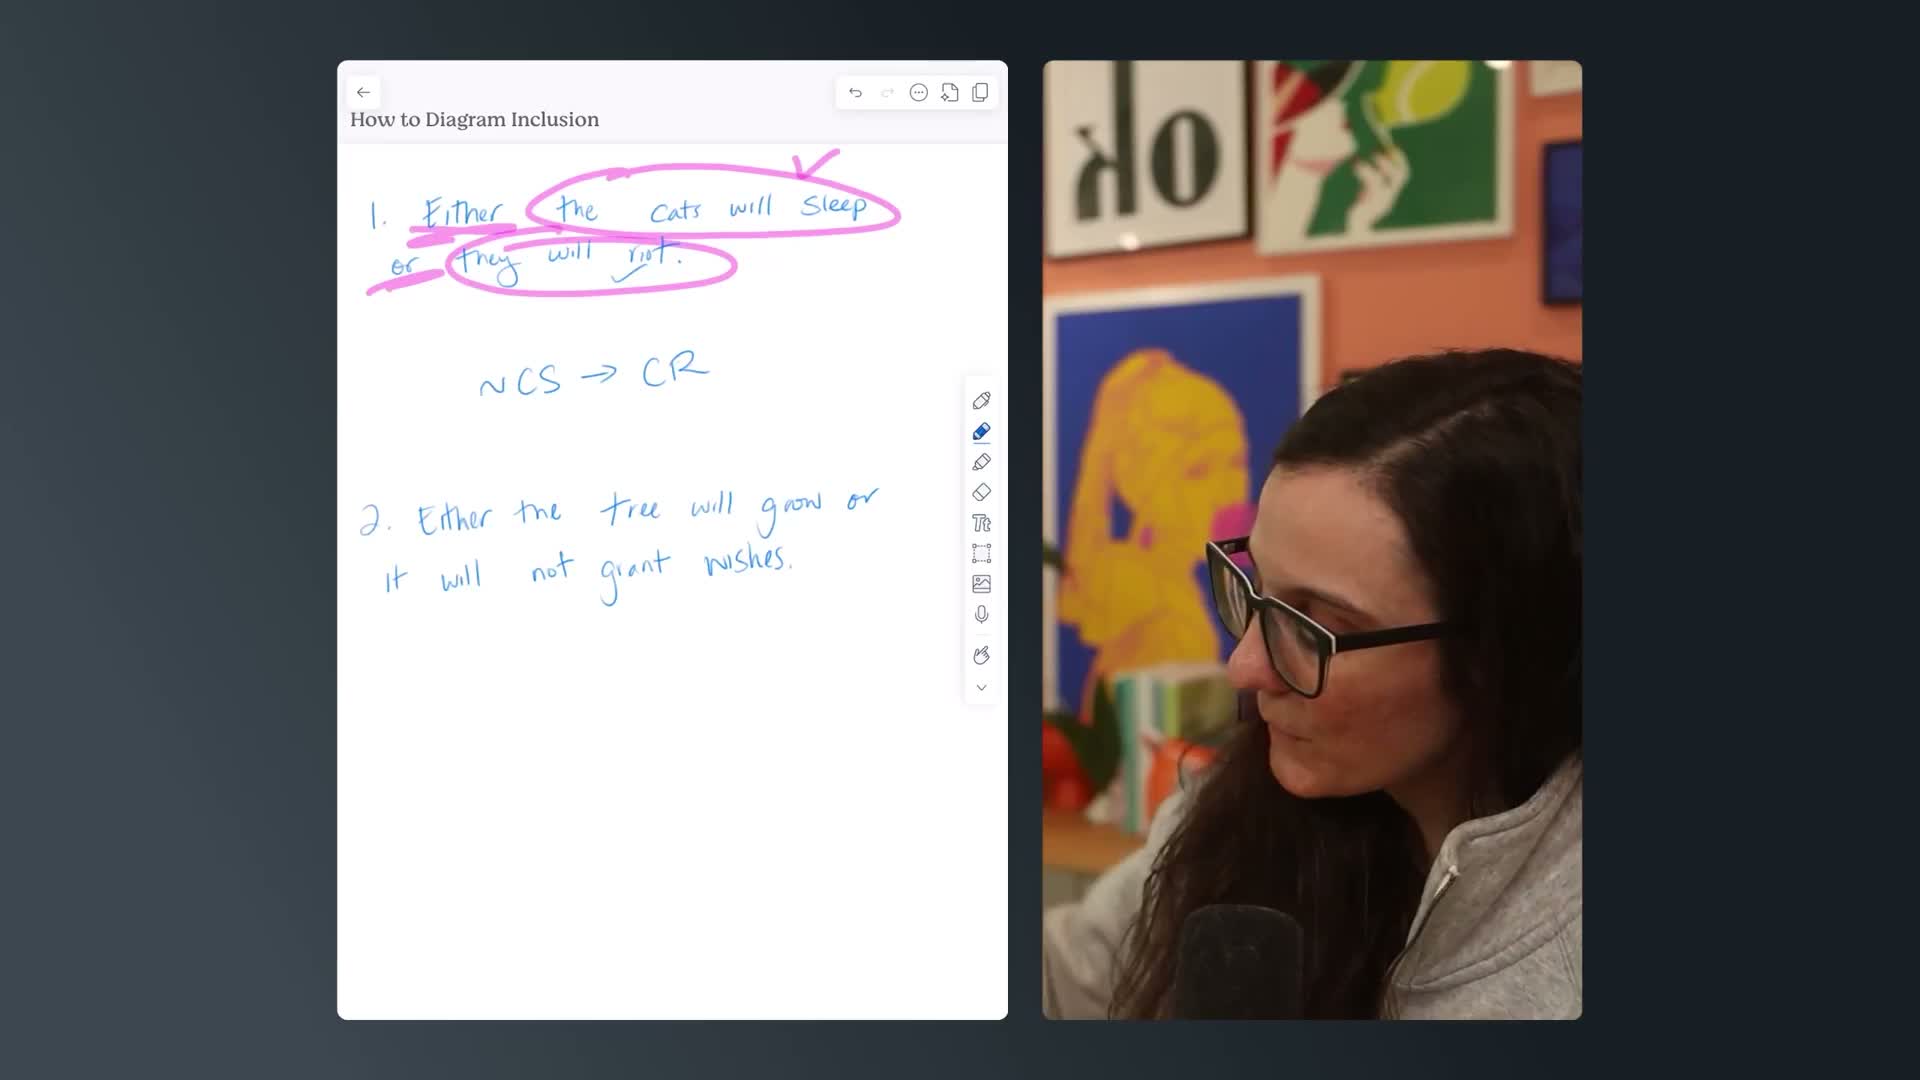 How to Diagram Inclusion
1. Either the cats will sleep
or they will riot.
~CS → CR
2. Either the tree will grow or
it will not grant wishes.
Tt
ok